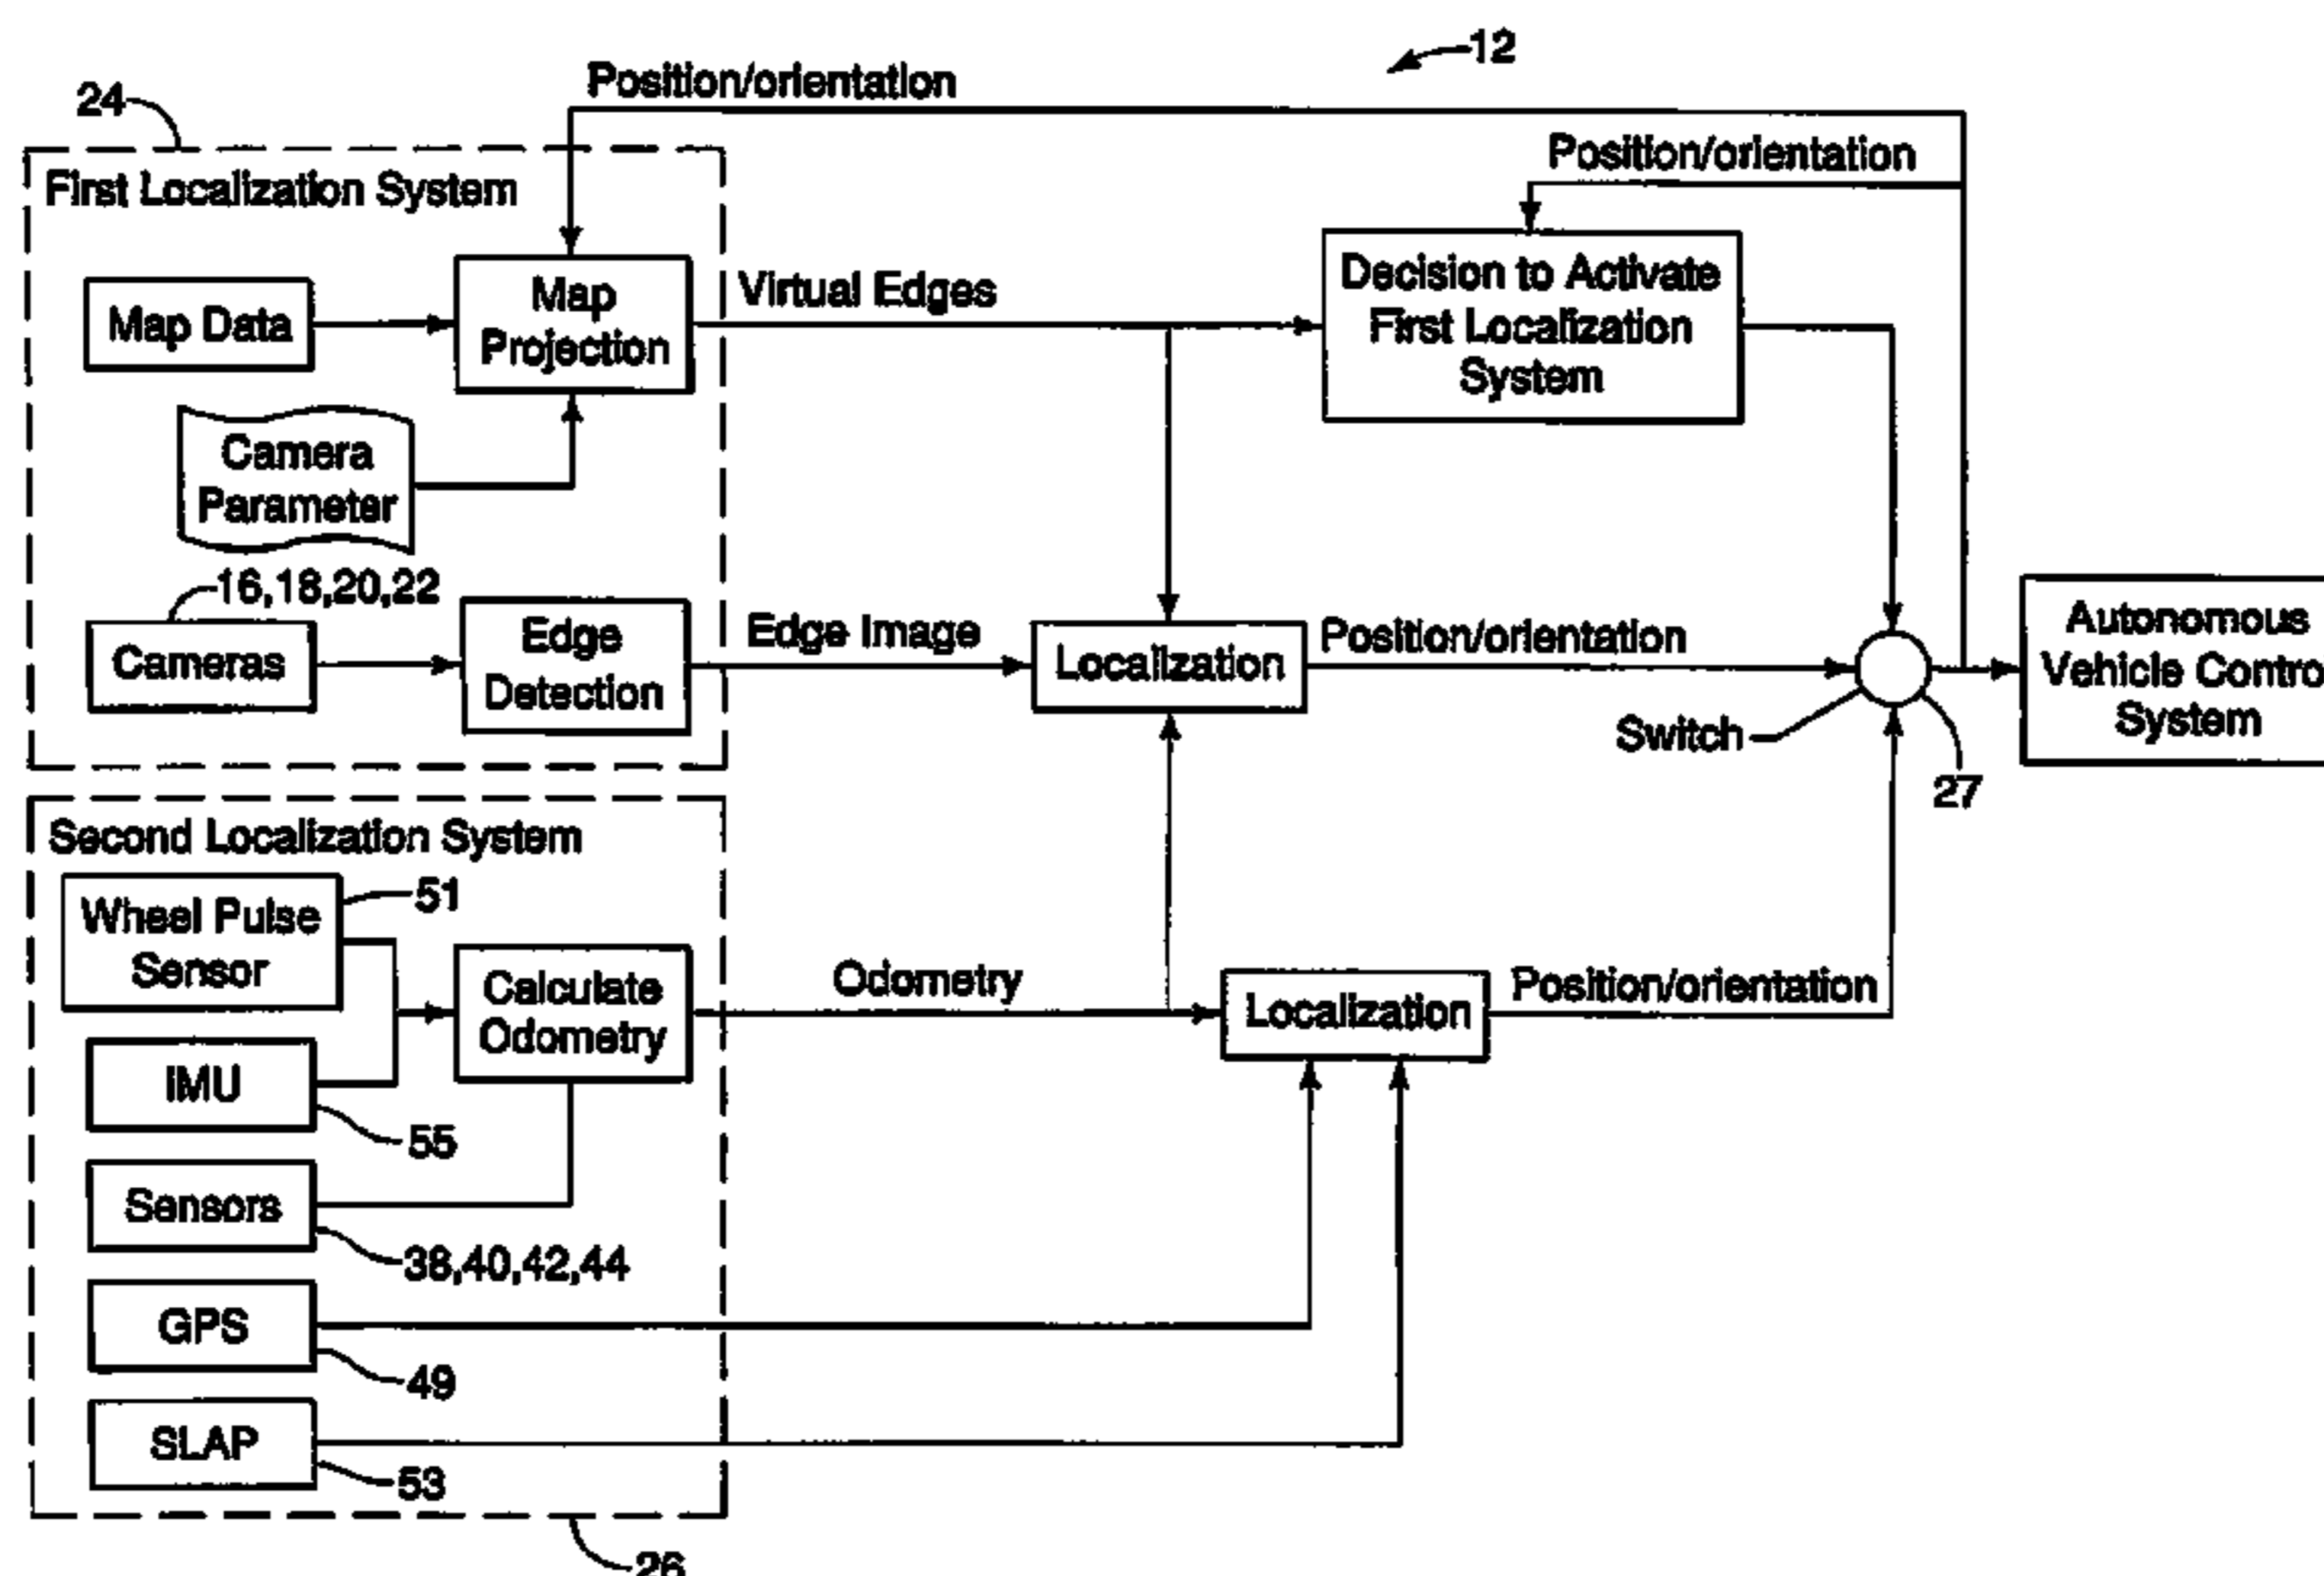 12
Position/orientation
24
Position/orientation
First Localization System
Map Data
Map
Projection
Virtual Edges
Decision to Activate
First Localization
System
Camera
Parameter
16,18,20,22
Cameras
Edge
Detection
Edge Image
Localization
Position/orientation
Switch
27
Autonomous
Vehicle Contro
System
Second Localization System
Wheel Pulse
Sensor
51
Calculate
Odometry
Odometry
Localization
Position/orientation
IMU
55
Sensors
38,40,42,44
GPS
49
SLAP
53
26